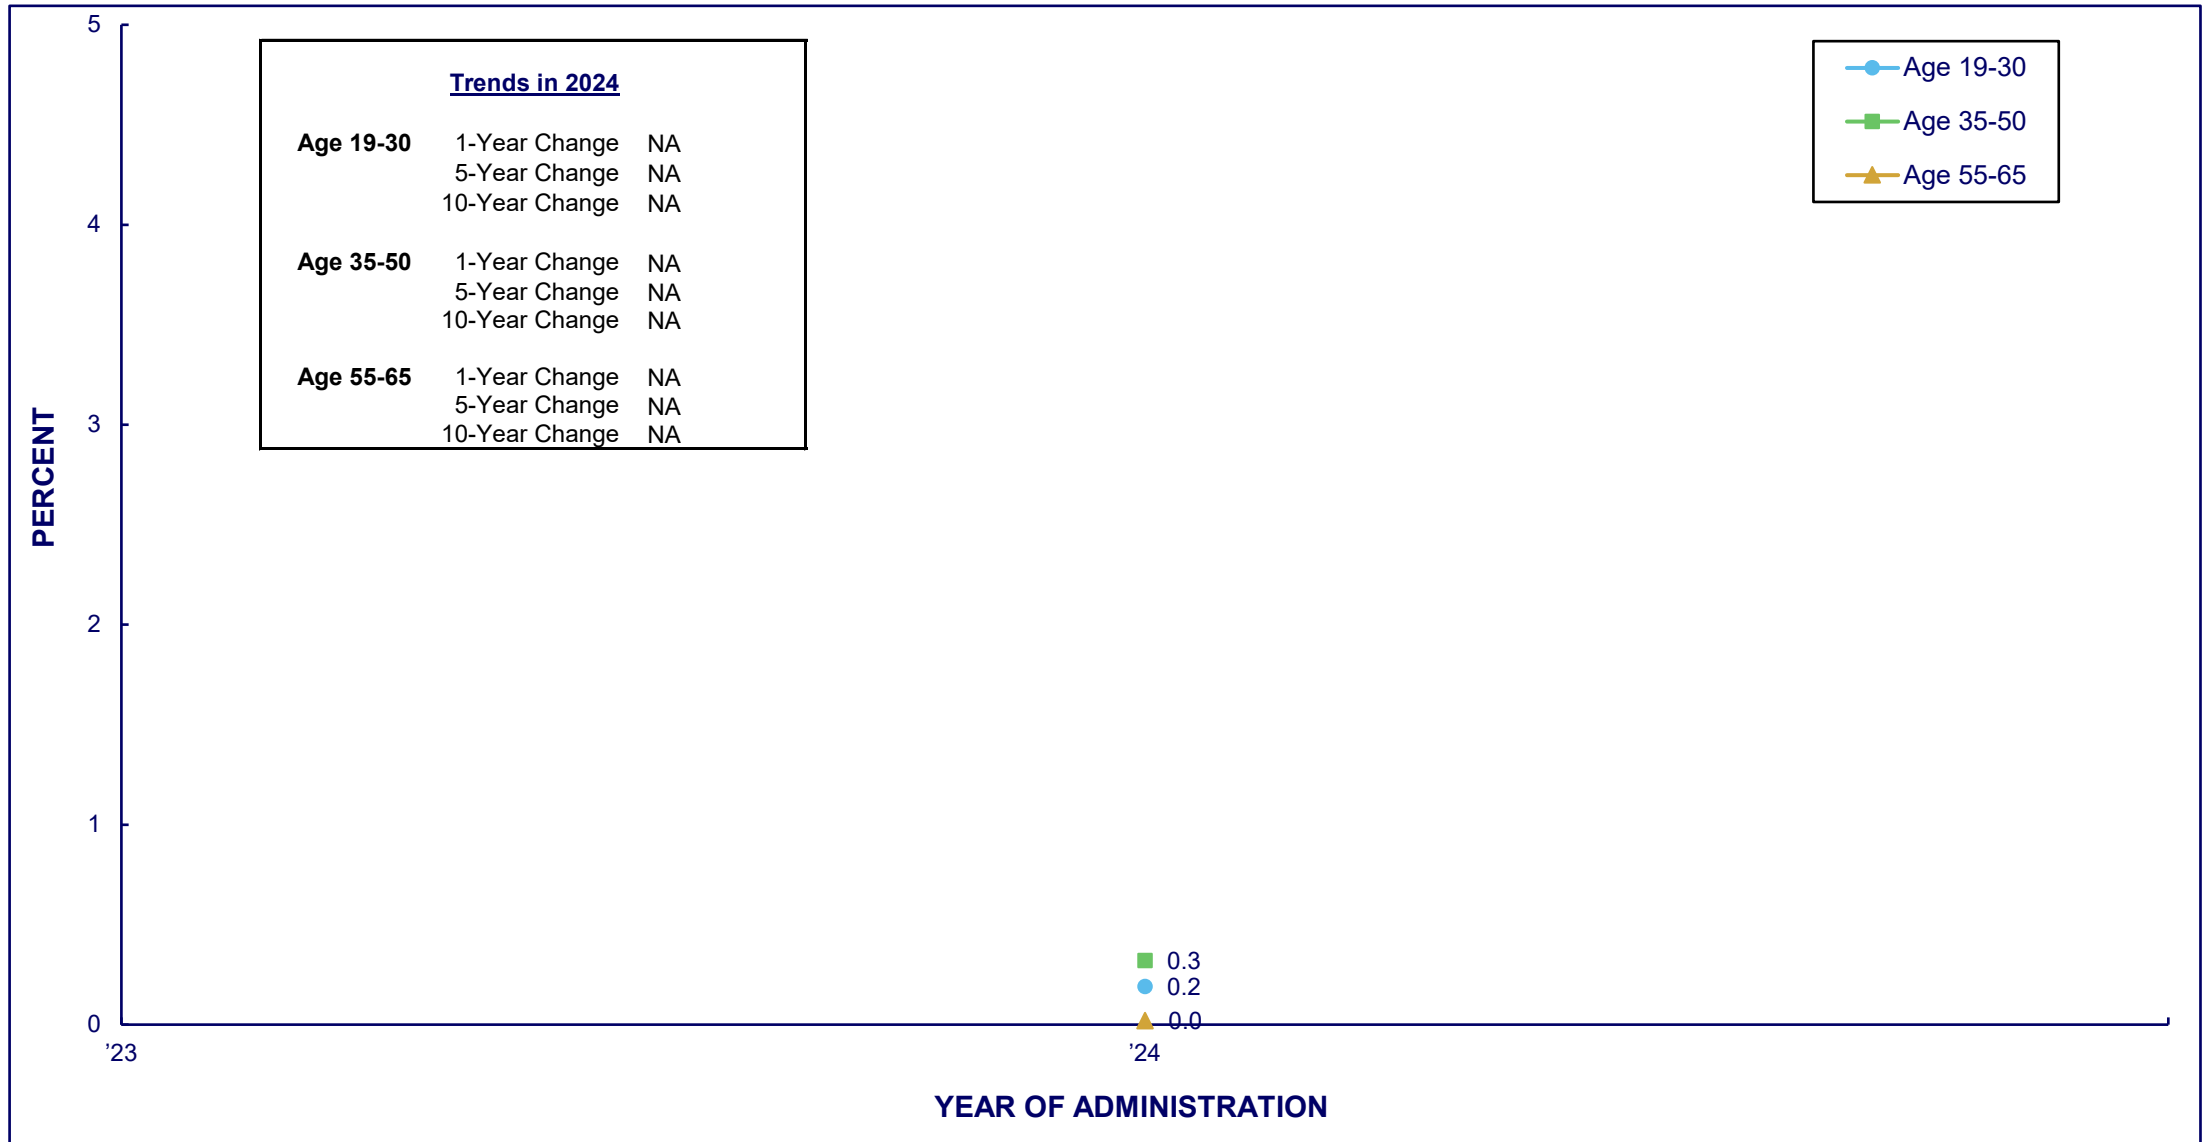 5
4
3
2
1
0
PERCENT
Trends in 2024
Age 19-30 1-Year Change NA
5-Year Change NA
10-Year Change NA
Age 35-50 1-Year Change NA
5-Year Change NA
10-Year Change NA
Age 55-65 1-Year Change NA
5-Year Change NA
10-Year Change NA
Age 19-30
Age 35-50
Age 55-65
0.3
0.2
0.0
’23 ’24
YEAR OF ADMINISTRATION